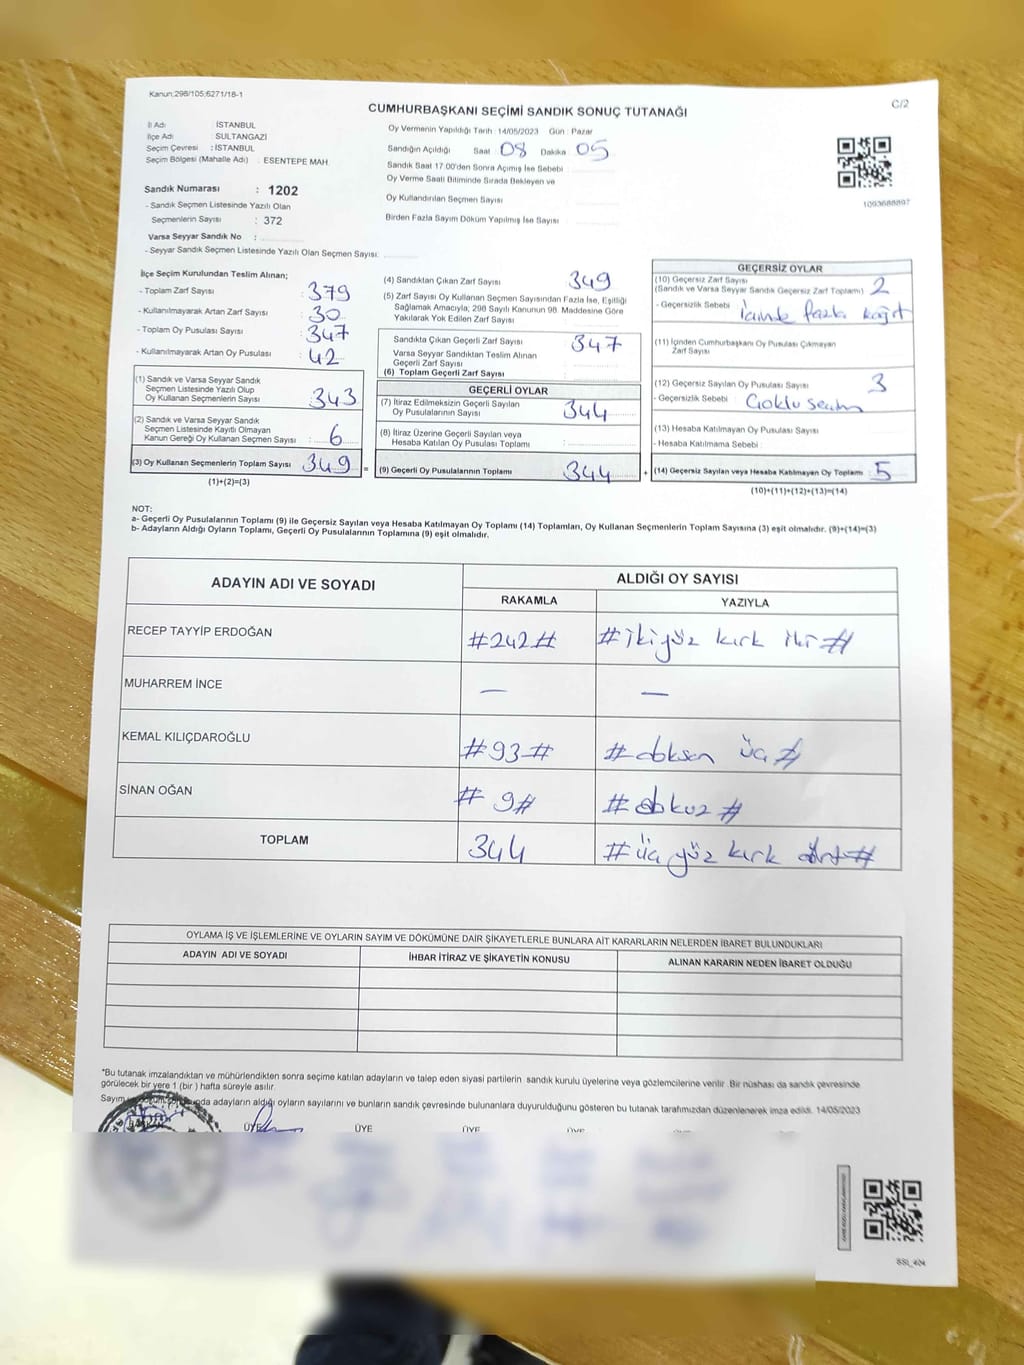 Kanun:298/105;6271/18-1
C/2
CUMHURBAŞKANI SEÇİMİ SANDIK SONUÇ TUTANAĞI
İl Adı İSTANBUL
İlçe Adı SULTANGAZİ
Seçim Çevresi : İSTANBUL
Seçim Bölgesi (Mahalle Adı) : ESENTEPE MAH.
Sandık Numarası : 1202
- Sandık Seçmen Listesinde Yazılı Olan
Seçmenlerin Sayısı : 372
Varsa Seyyar Sandık No :
- Seyyar Sandık Seçmen Listesinde Yazılı Olan Seçmen Sayısı:
Oy Vermenin Yapıldığı Tarih : 14/05/2023 Gün : Pazar
Sandığın Açıldığı Saat 08 Dakika 05
Sandık Saat 17.00'den Sonra Açımış İse Sebebi :
Oy Verme Saati Bitiminde Sırada Bekleyen ve
Oy Kullandırılan Seçmen Sayısı
Birden Fazla Sayım Döküm Yapılmış İse Sayısı
1093688897
İlçe Seçim Kurulundan Teslim Alınan;
- Toplam Zarf Sayısı : 379
- Kullanılmayarak Artan Zarf Sayısı : 30
- Toplam Oy Pusulası Sayısı : 347
- Kullanılmayarak Artan Oy Pusulası : 42
(1) Sandık ve Varsa Seyyar Sandık
Seçmen Listesinde Yazılı Olup
Oy Kullanan Seçmenlerin Sayısı : 343
(2) Sandık ve Varsa Seyyar Sandık
Seçmen Listesinde Kayıtlı Olmayan
Kanun Gereği Oy Kullanan Seçmen Sayısı : 6
(3) Oy Kullanan Seçmenlerin Toplam Sayısı : 349 =
(1)+(2)=(3)
(4) Sandıktan Çıkan Zarf Sayısı 349
(5) Zarf Sayısı Oy Kullanan Seçmen Sayısından Fazla İse, Eşitliği
Sağlamak Amacıyla, 298 Sayılı Kanunun 98. Maddesine Göre
Yakılarak Yok Edilen Zarf Sayısı
Sandıkta Çıkan Geçerli Zarf Sayısı 347
Varsa Seyyar Sandıktan Teslim Alınan
Geçerli Zarf Sayısı
(6) Toplam Geçerli Zarf Sayısı
GEÇERLİ OYLAR
(7) İtiraz Edilmeksizin Geçerli Sayılan
Oy Pusulalarının Sayısı : 344
(8) İtiraz Üzerine Geçerli Sayılan veya
Hesaba Katılan Oy Pusulası Toplamı :
(9) Geçerli Oy Pusulalarının Toplamı : 344 +
GEÇERSİZ OYLAR
(10) Geçersiz Zarf Sayısı
(Sandık ve Varsa Seyyar Sandık Geçersiz Zarf Toplamı) : 2
- Geçersizlik Sebebi : İçinde fazla kağıt
(11) İçinden Cumhurbaşkanı Oy Pusulası Çıkmayan
Zarf Sayısı
(12) Geçersiz Sayılan Oy Pusulası Sayısı 3
- Geçersizlik Sebebi : Çoklu seçim
(13) Hesaba Katılmayan Oy Pusulası Sayısı
- Hesaba Katılmama Sebebi :
(14) Geçersiz Sayılan veya Hesaba Katılmayan Oy Toplamı : 5
(10)+(11)+(12)+(13)=(14)
NOT:
a- Geçerli Oy Pusulalarının Toplamı (9) ile Geçersiz Sayılan veya Hesaba Katılmayan Oy Toplamı (14) Toplamları, Oy Kullanan Seçmenlerin Toplam Sayısına (3) eşit olmalıdır. (9)+(14)=(3)
b- Adayların Aldığı Oyların Toplamı, Geçerli Oy Pusulalarının Toplamına (9) eşit olmalıdır.
ADAYIN ADI VE SOYADI ALDIĞI OY SAYISI
RAKAMLA YAZIYLA
RECEP TAYYİP ERDOĞAN #242# #iki yüz kırk iki#
MUHARREM İNCE — —
KEMAL KILIÇDAROĞLU #93# #doksan üç#
SİNAN OĞAN # 9# #dokuz#
TOPLAM 344 #üç yüz kırk dört#
OYLAMA İŞ VE İŞLEMLERİNE VE OYLARIN SAYIM VE DÖKÜMÜNE DAİR ŞİKAYETLERLE BUNLARA AİT KARARLARIN NELERDEN İBARET BULUNDUKLARI
ADAYIN ADI VE SOYADI İHBAR İTİRAZ VE ŞİKAYETİN KONUSU ALINAN KARARIN NEDEN İBARET OLDUĞU
*Bu tutanak imzalandıktan ve mühürlendikten sonra seçime katılan adayların ve talep eden siyasi partilerin sandık kurulu üyelerine veya gözlemcilerine verilir. Bir nüshası da sandık çevresinde
görülecek bir yere 1 (bir ) hafta süreyle asılır.
Sayım adayların aldığı oyların sayılarını ve bunların sandık çevresinde bulunanlara duyurulduğunu gösteren bu tutanak tarafımızdan düzenlenerek imza edildi. 14/05/2023
BAŞKAN ÜYE ÜYE ÜYE ÜYE
SSI_404